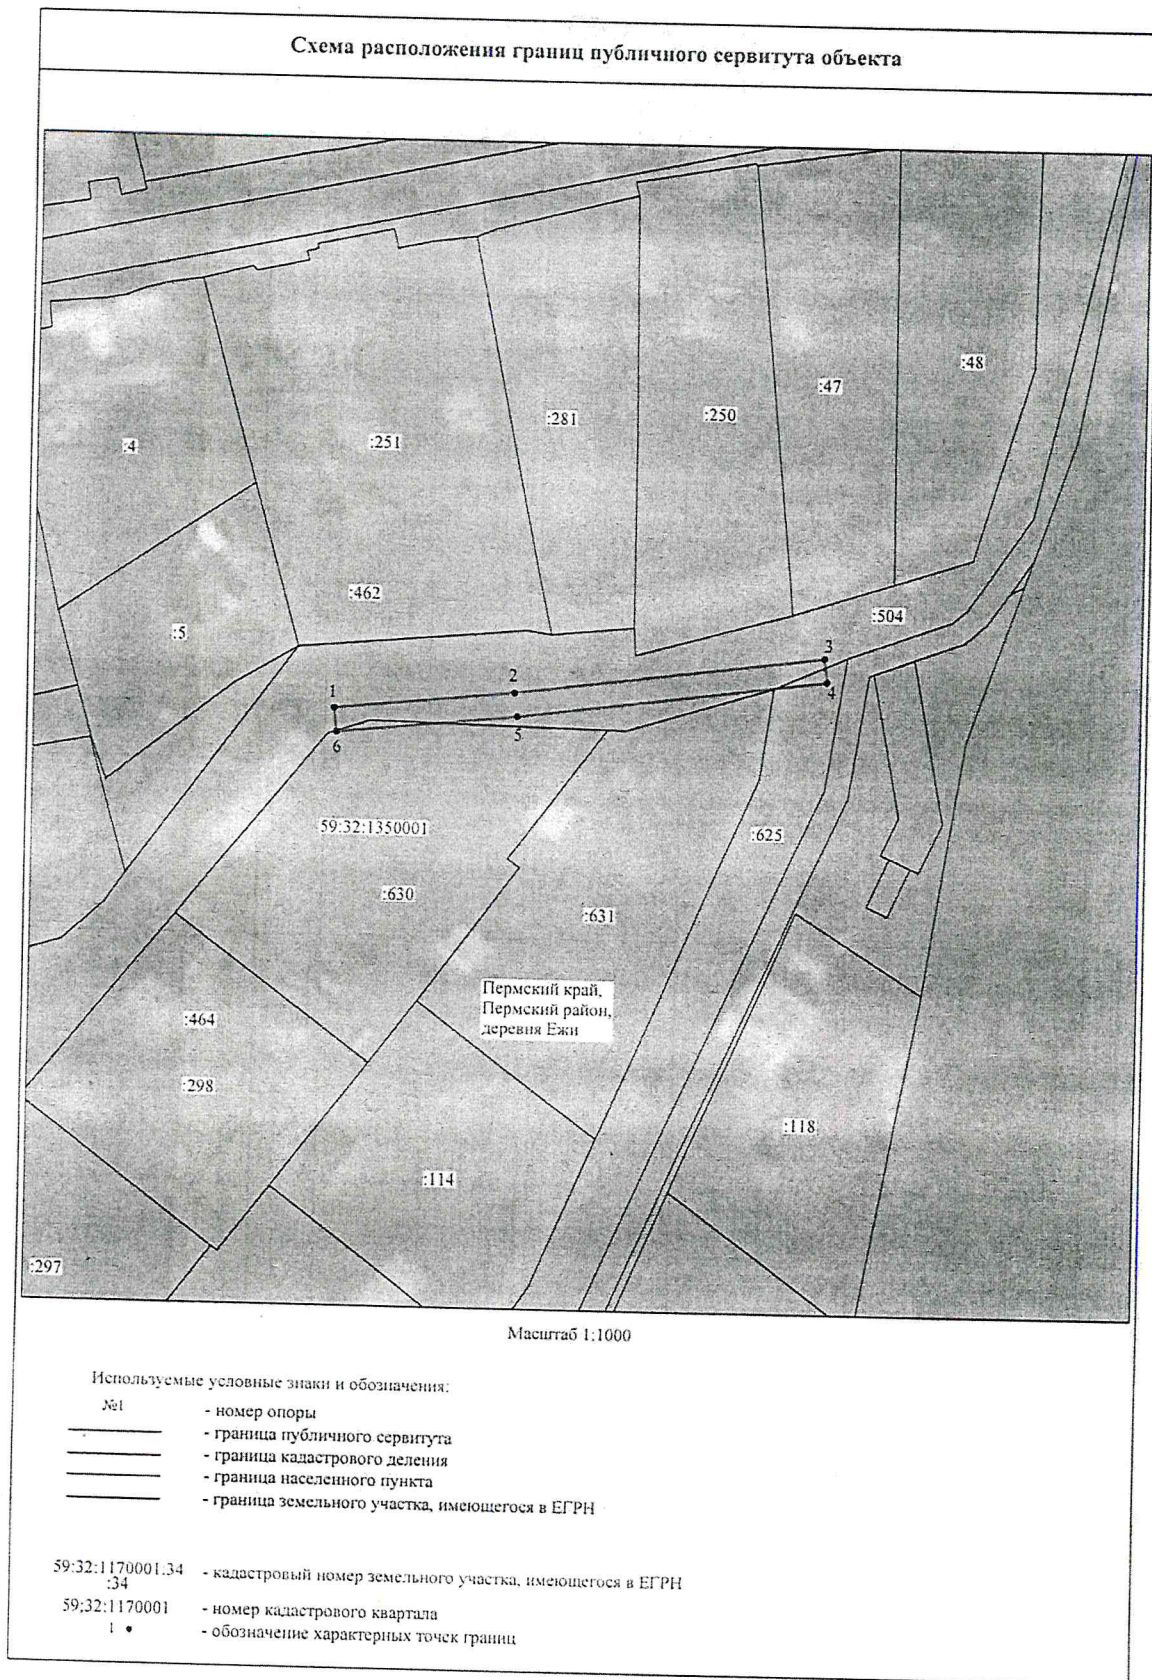 Схема расположения границ публичного сервитута объекта
:48
:47
:250
:281
:251
:4
:462
:504
:5
3
2
4
1
5
6
59:32:1350001
:625
:630
:631
Пермский край,
Пермский район,
деревня Ежи
:464
:298
:118
:114
:297
Масштаб 1:1000
Используемые условные знаки и обозначения:
№1 - номер опоры
- граница публичного сервитута
- граница кадастрового деления
- граница населенного пункта
- граница земельного участка, имеющегося в ЕГРН
59:32:1170001:34
:34 - кадастровый номер земельного участка, имеющегося в ЕГРН
59:32:1170001 - номер кадастрового квартала
1 • - обозначение характерных точек границ